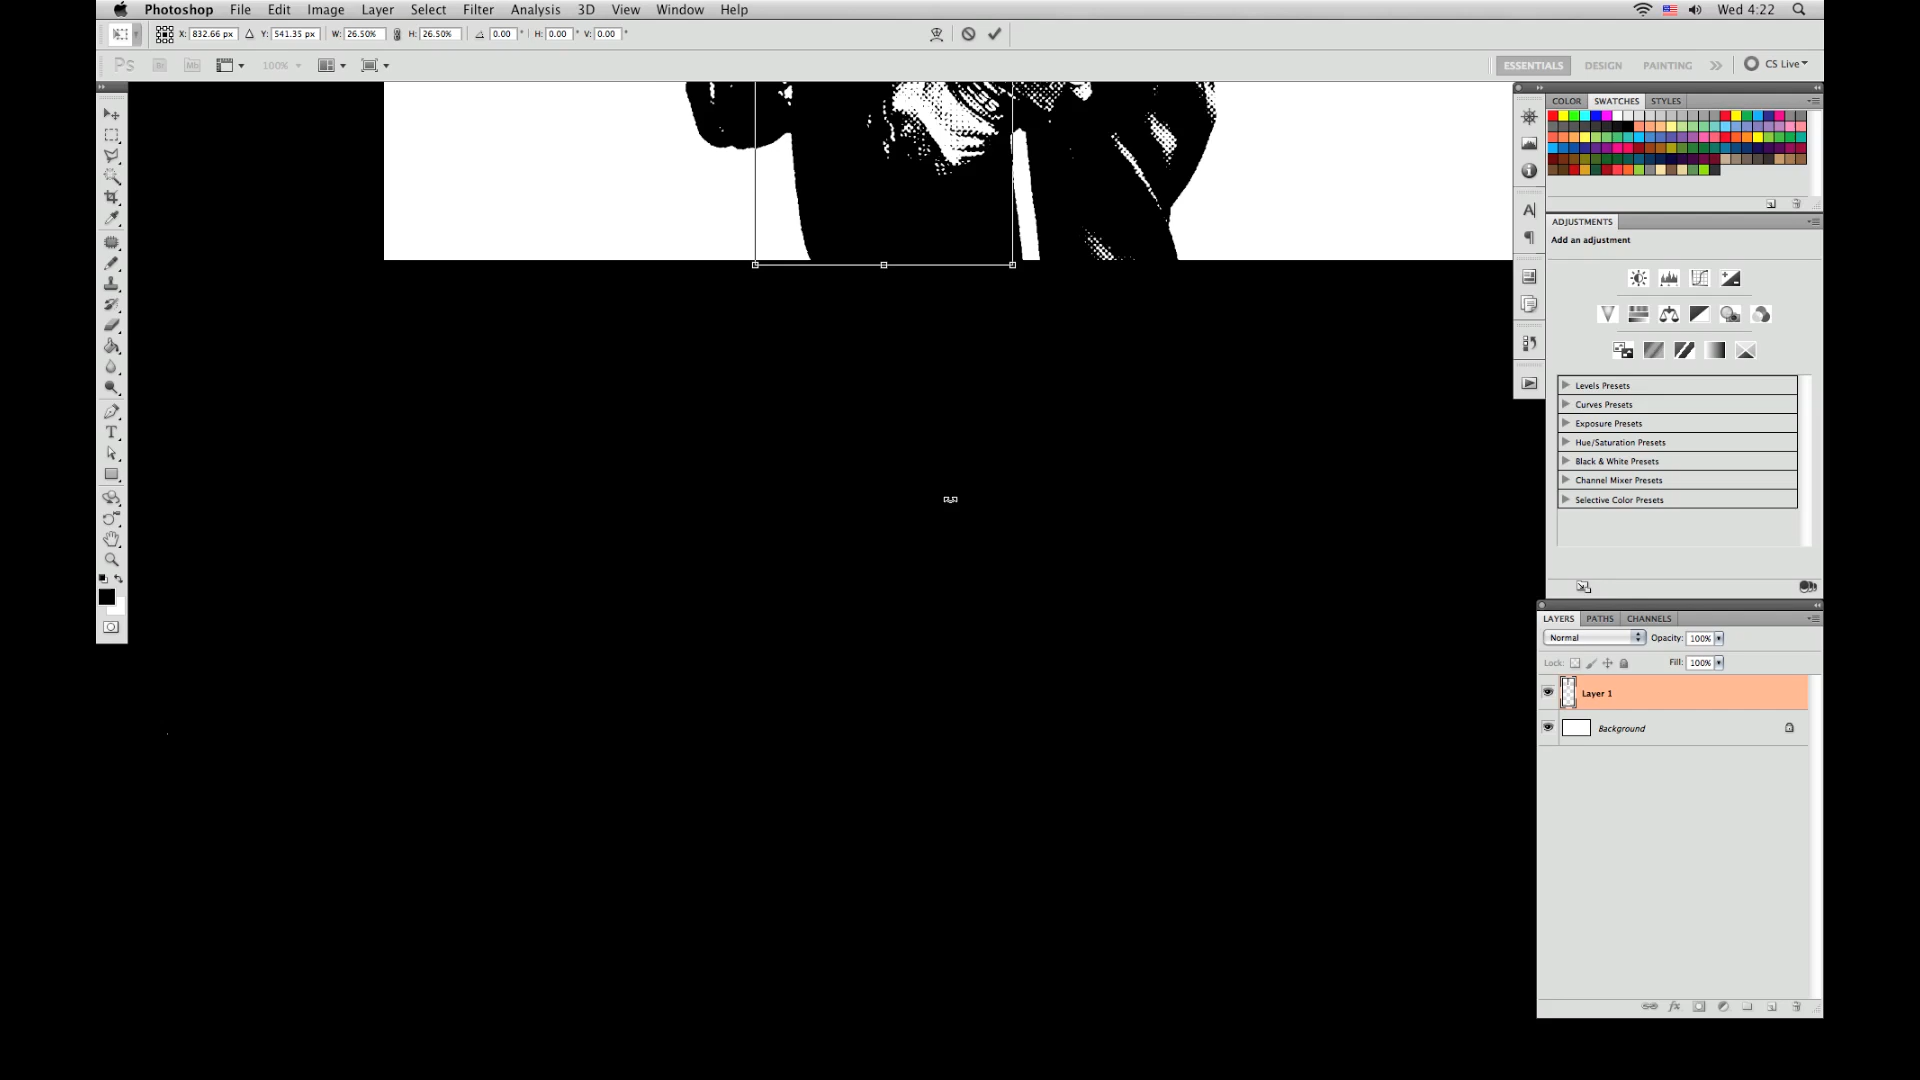 Photoshop File Edit Image Layer Select Filter Analysis 3D View Window Help Wed 4:22
X: 832.66 px Y: 541.35 px W: 26.50% H: 26.50% 0.00 ° H: 0.00 ° V: 0.00 °
Ps Br Mb 100% ESSENTIALS DESIGN PAINTING CS Live
COLOR SWATCHES STYLES
ADJUSTMENTS
Add an adjustment
Levels Presets
Curves Presets
Exposure Presets
Hue/Saturation Presets
Black & White Presets
Channel Mixer Presets
Selective Color Presets
LAYERS PATHS CHANNELS
Normal Opacity: 100%
Lock: Fill: 100%
Layer 1
Background